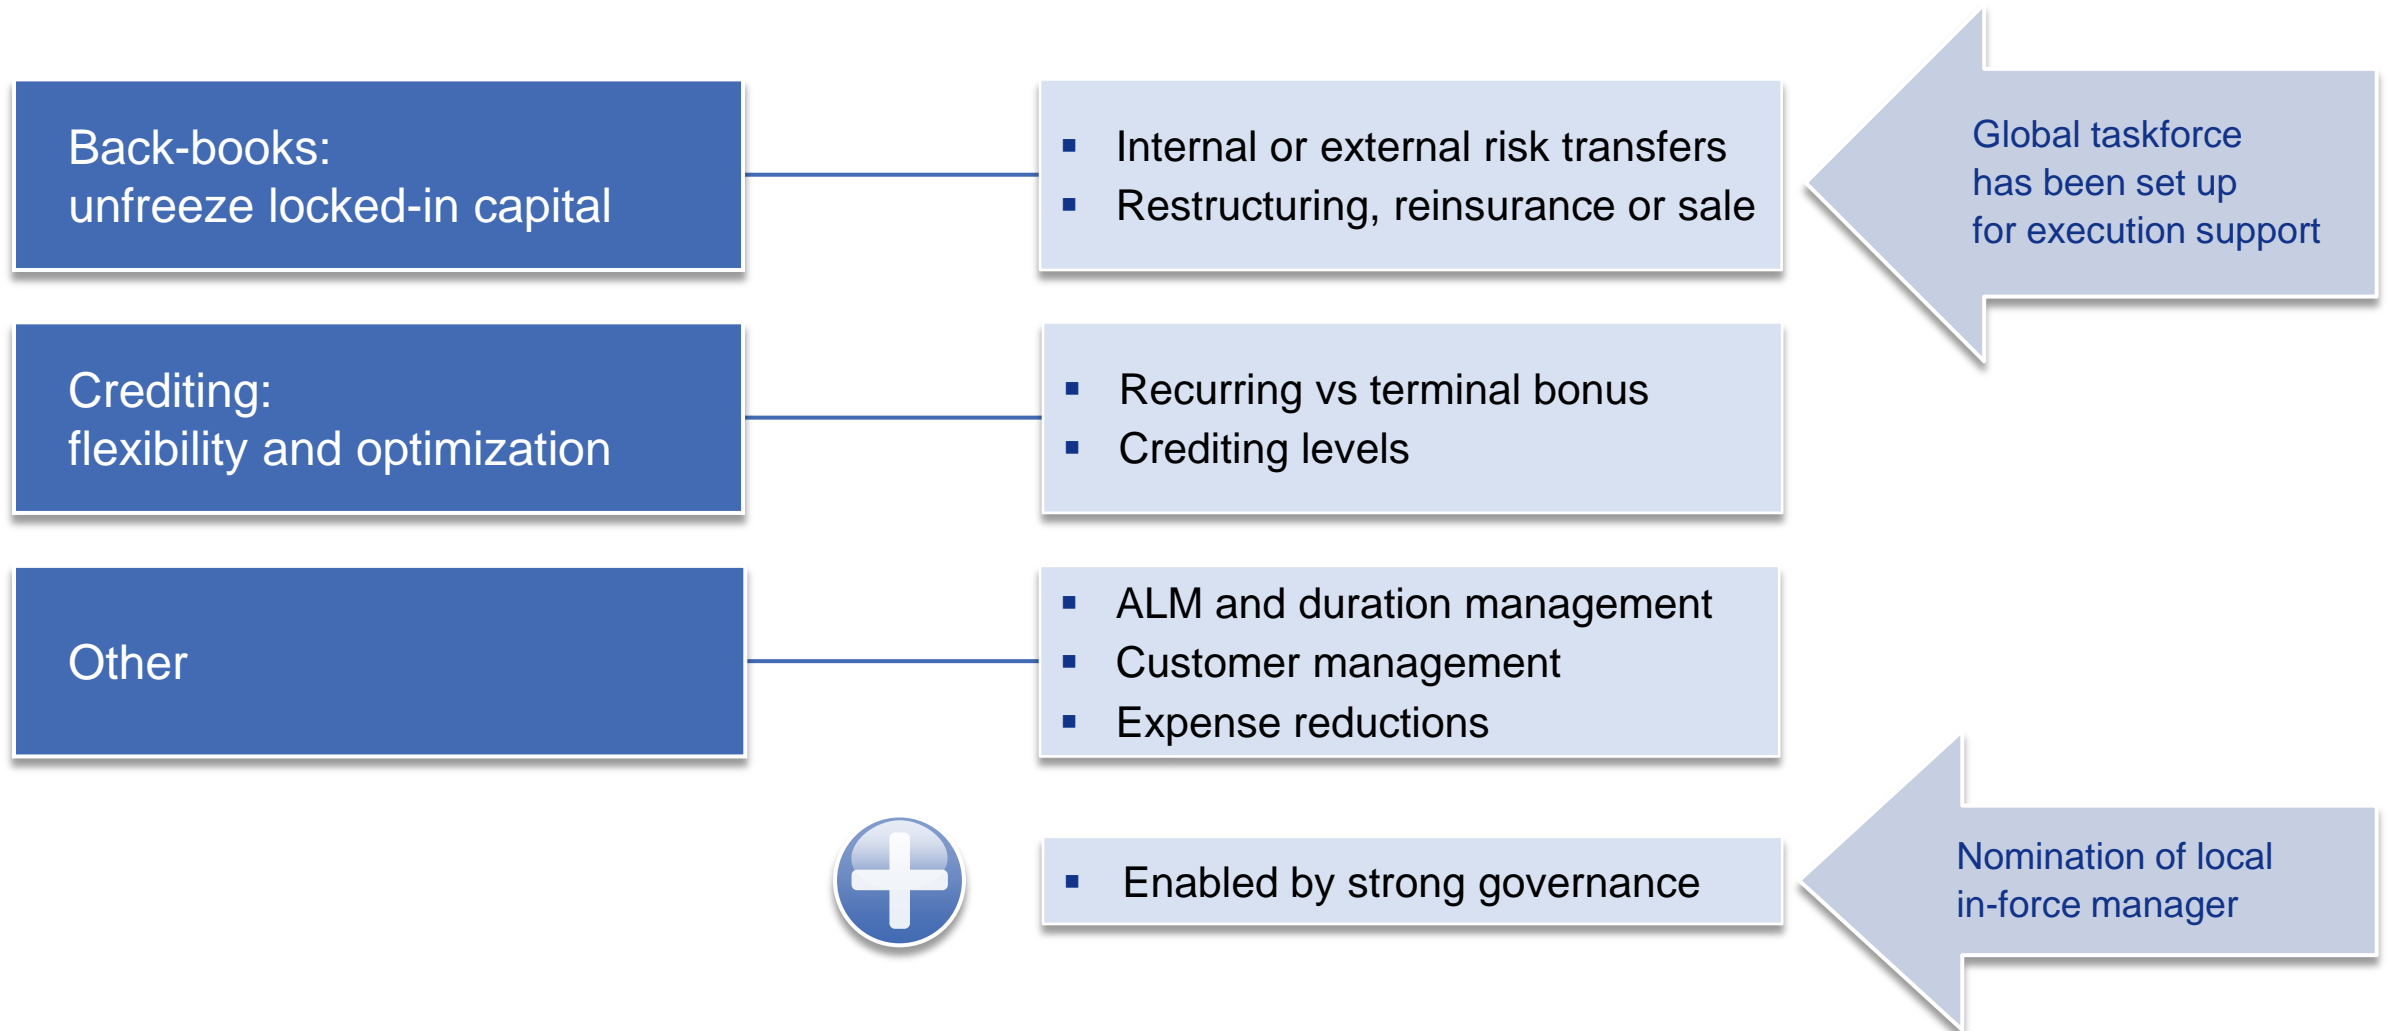 Back-books:
unfreeze locked-in capital
▪ Internal or external risk transfers
▪ Restructuring, reinsurance or sale
Global taskforce
has been set up
for execution support
Crediting:
flexibility and optimization
▪ Recurring vs terminal bonus
▪ Crediting levels
Other
▪ ALM and duration management
▪ Customer management
▪ Expense reductions
▪ Enabled by strong governance
Nomination of local
in-force manager